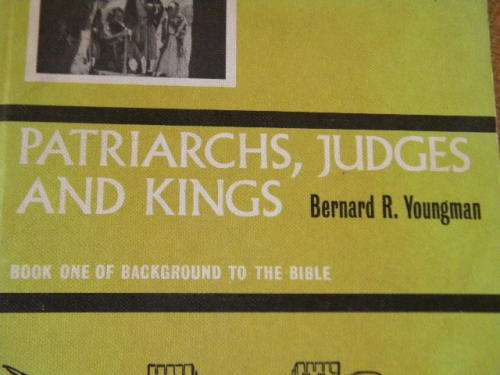 PATRIARCHS, JUDGES
AND KINGS Bernard R. Youngman
BOOK ONE OF BACKGROUND TO THE BIBLE